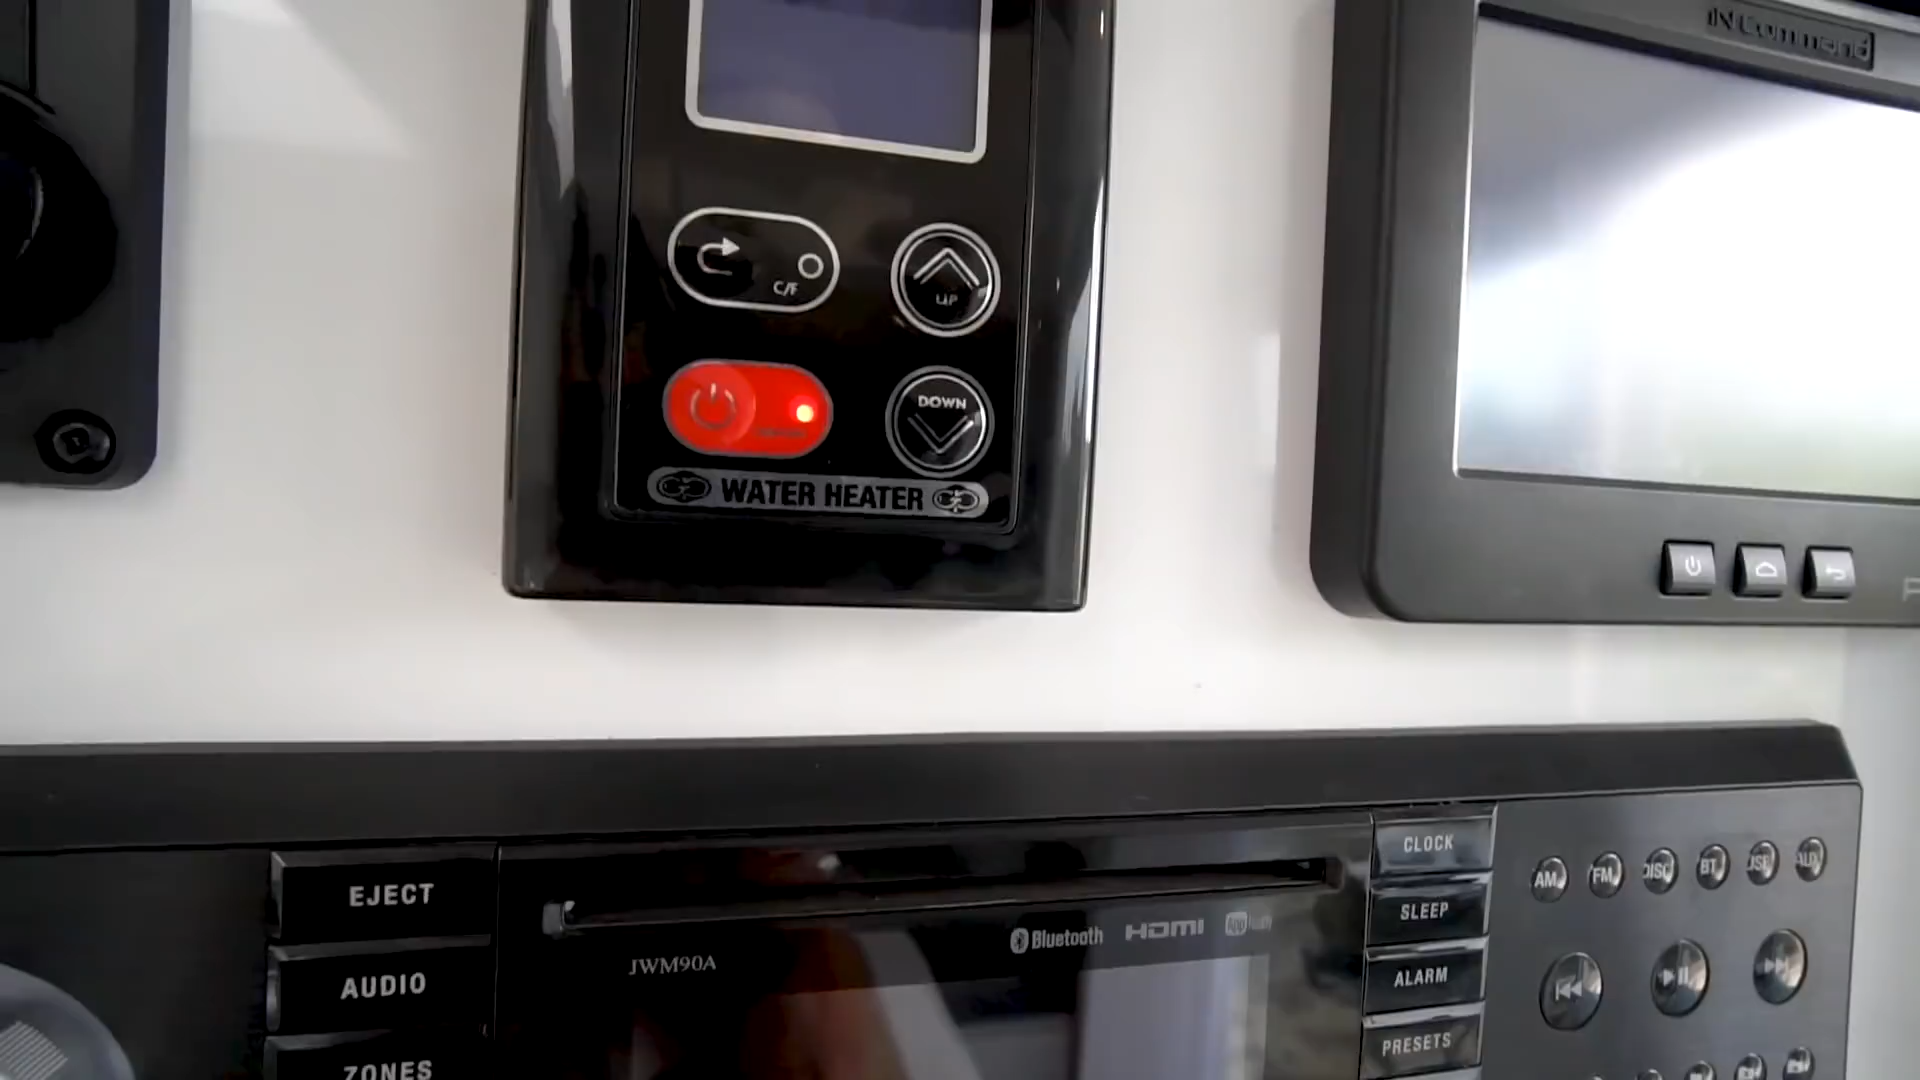 iN Command
C/F
UP
DOWN
WATER HEATER
EJECT
AUDIO
ZONES
JWM90A
Bluetooth HDMI App
CLOCK
SLEEP
ALARM
PRESETS
AM FM DISC BT USB AUX